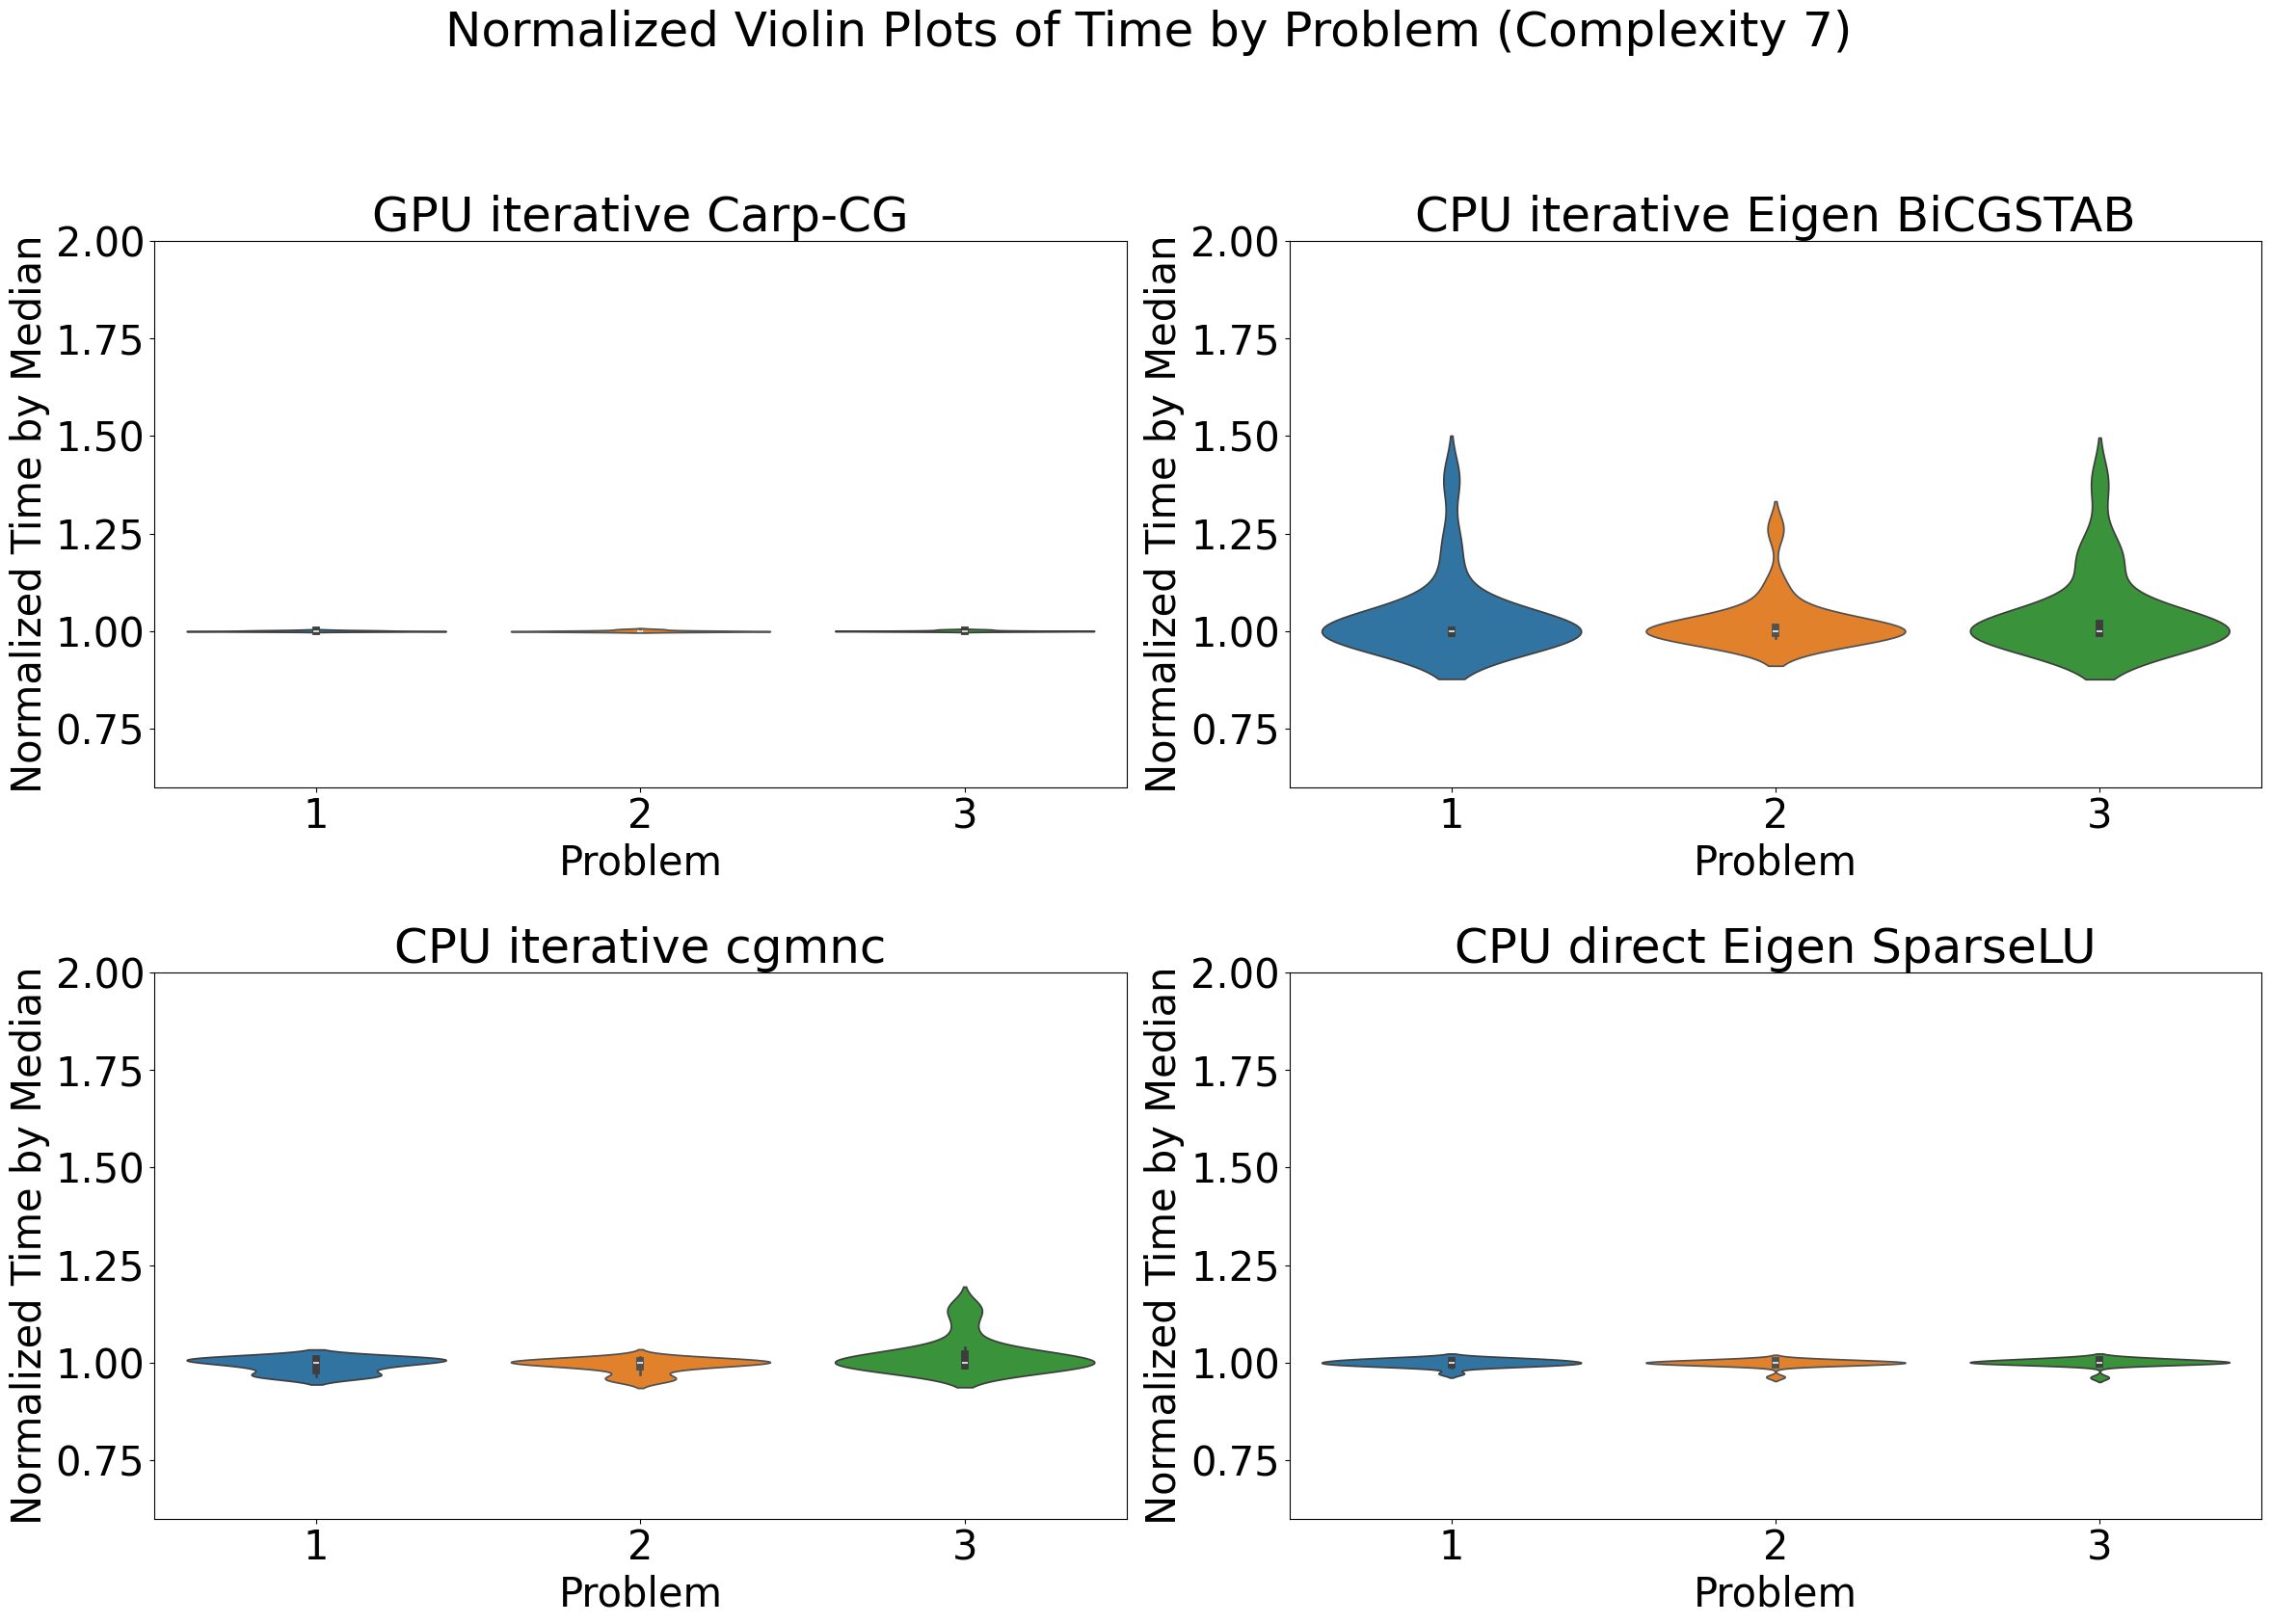 Normalized Violin Plots of Time by Problem (Complexity 7)
GPU iterative Carp-CG
Normalized Time by Median
2.00
1.75
1.50
1.25
1.00
0.75
1 2 3
Problem
CPU iterative Eigen BiCGSTAB
Normalized Time by Median
2.00
1.75
1.50
1.25
1.00
0.75
1 2 3
Problem
CPU iterative cgmnc
Normalized Time by Median
2.00
1.75
1.50
1.25
1.00
0.75
1 2 3
Problem
CPU direct Eigen SparseLU
Normalized Time by Median
2.00
1.75
1.50
1.25
1.00
0.75
1 2 3
Problem